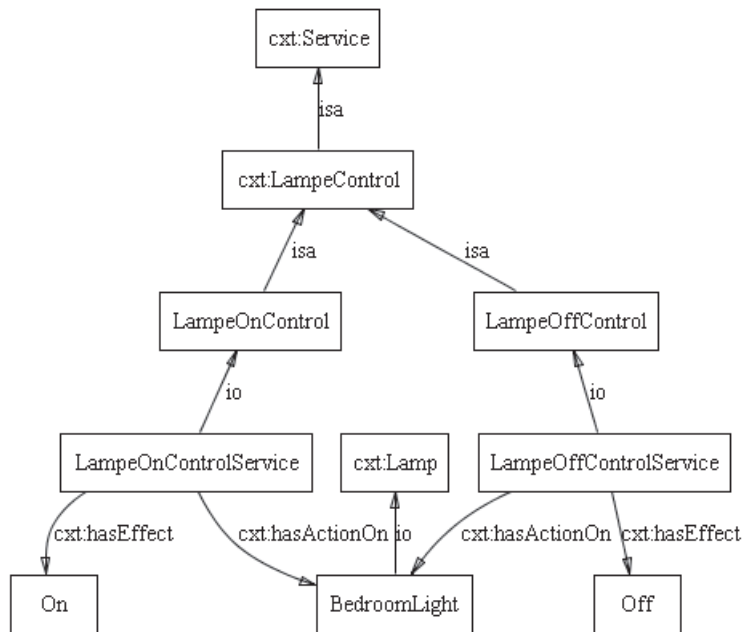 cxt:Service
isa
cxt:LampeControl
isa
isa
LampeOnControl
LampeOffControl
io
io
LampeOnControlService
cxt:Lamp
LampeOffControlService
cxt:hasEffect
cxt:hasActionOn
io
cxt:hasActionOn
cxt:hasEffect
On
BedroomLight
Off